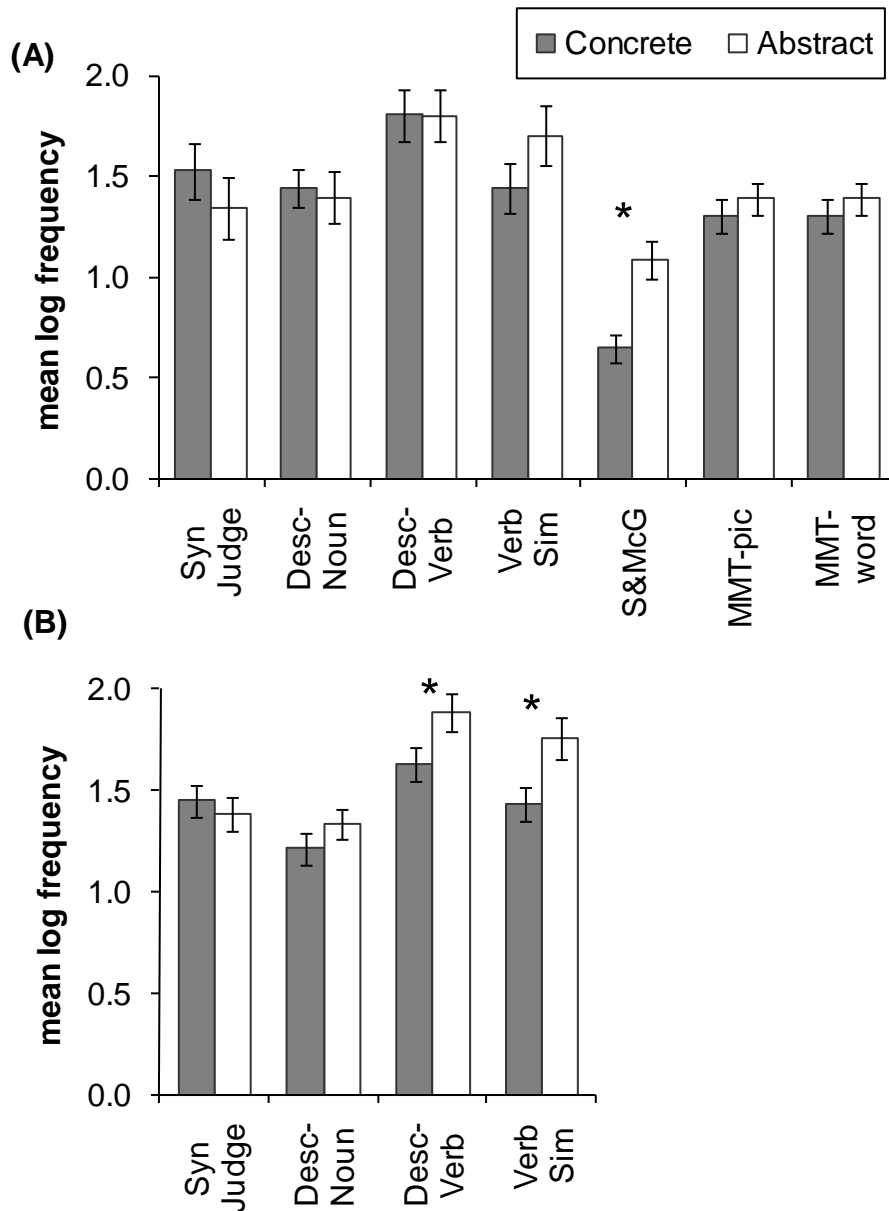 Concrete Abstract
(A)
*
2.0
1.5
1.0
0.5
0.0
mean log frequency
Syn
Judge
Desc-
Noun
Desc-
Verb
Verb
Sim
S&McG
MMT-pic
MMT-
word
(B)
* *
2.0
1.5
1.0
0.5
0.0
mean log frequency
Syn
Judge
Desc-
Noun
Desc-
Verb
Verb
Sim